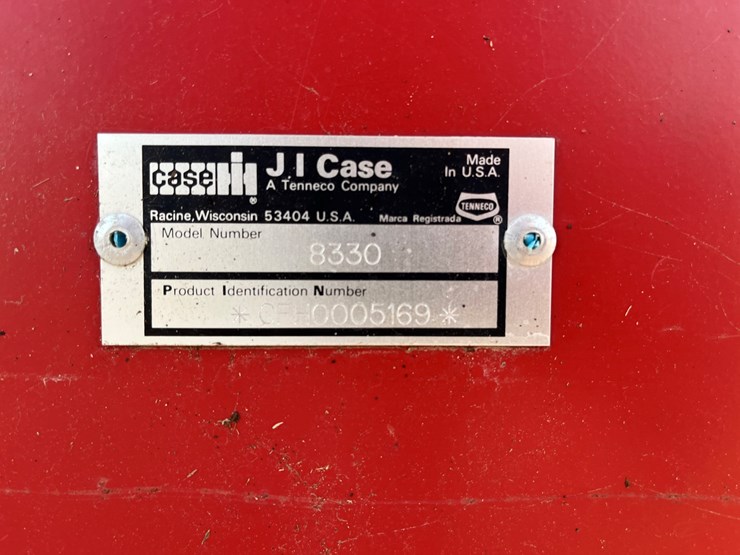 case IH
®
J I Case
A Tenneco Company
Made
In U.S.A.
TENNECO
®
Racine, Wisconsin 53404 U.S.A. Marca Registrada
Model Number
8330
Product Identification Number
*CFH0005169*